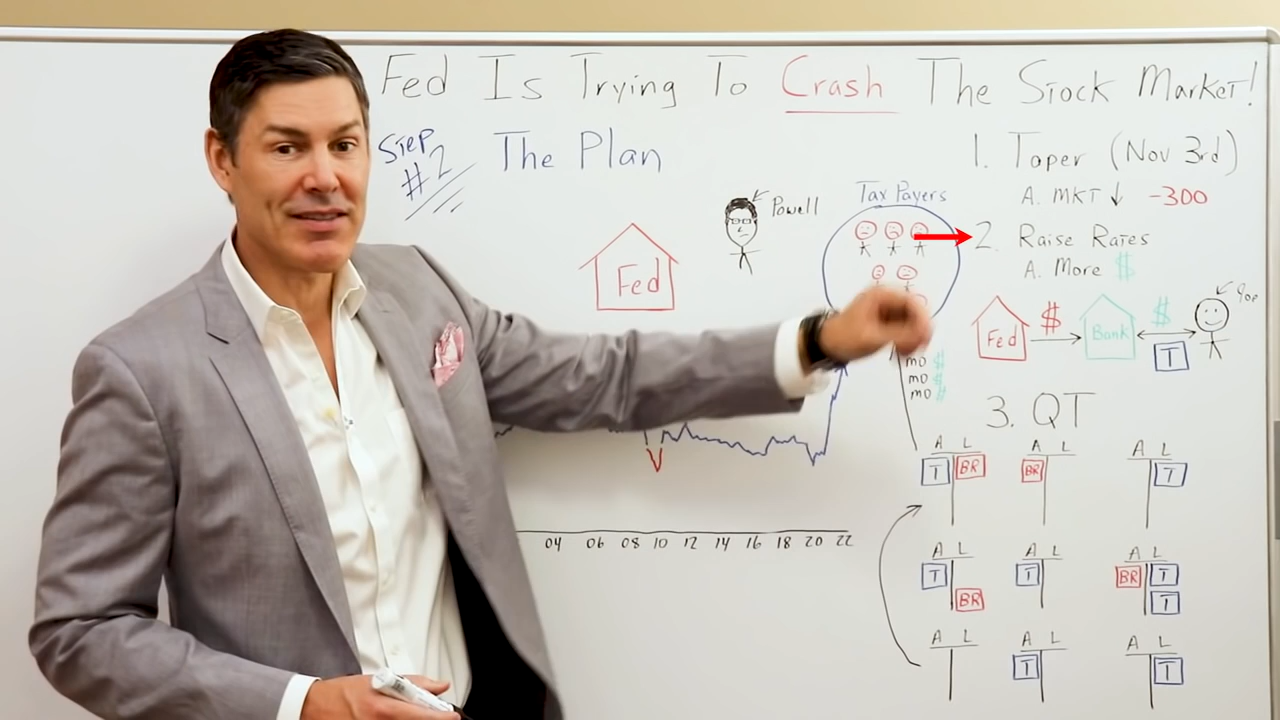 Fed Is Trying To Crash The Stock Market!
Step #2
The Plan
1. Taper (Nov 3rd)
A. MKT ↓ -300
Tax Payers
Powell
2. Raise Rates
A. More $
Fed
$
$
Joe
Fed
Bank
T
MO $
MO $
MO $
3. QT
A L
A L
A L
T
BR
BR
T
A L
A L
A L
T
T
BR
T
BR
T
A L
A L
A L
T
T
04 06 08 10 12 14 16 18 20 22